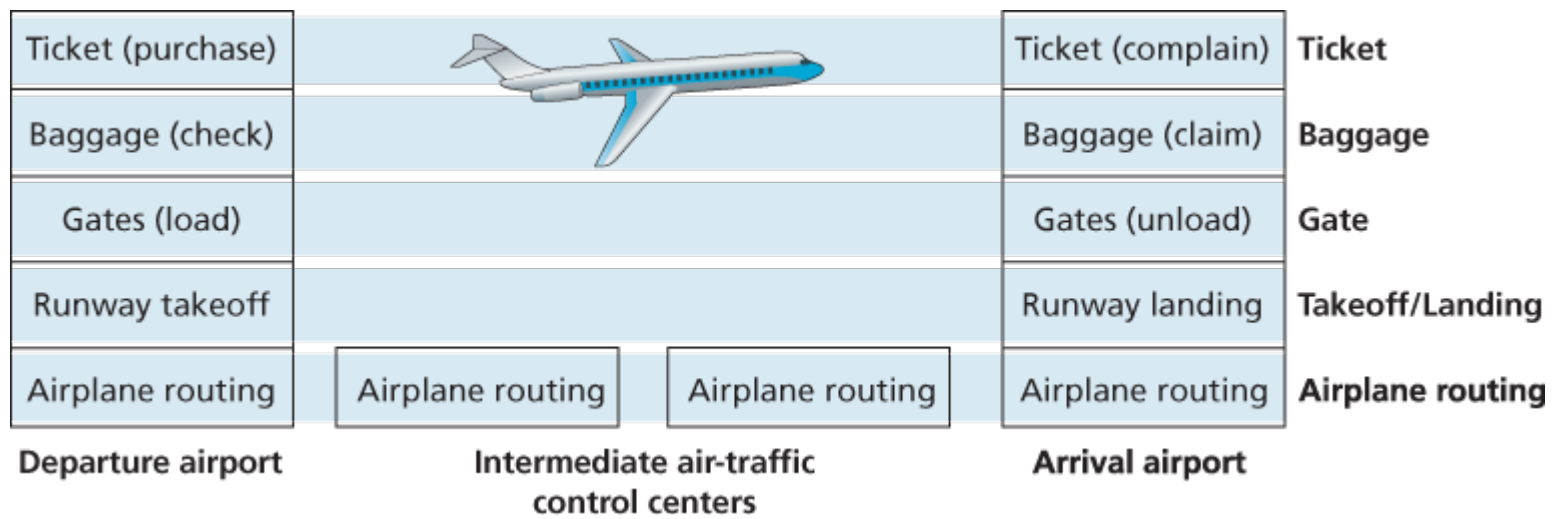 Ticket (purchase)
Ticket (complain)
Ticket
Baggage (check)
Baggage (claim)
Baggage
Gates (load)
Gates (unload)
Gate
Runway takeoff
Runway landing
Takeoff/Landing
Airplane routing
Airplane routing
Airplane routing
Airplane routing
Airplane routing
Departure airport
Intermediate air-traffic
control centers
Arrival airport